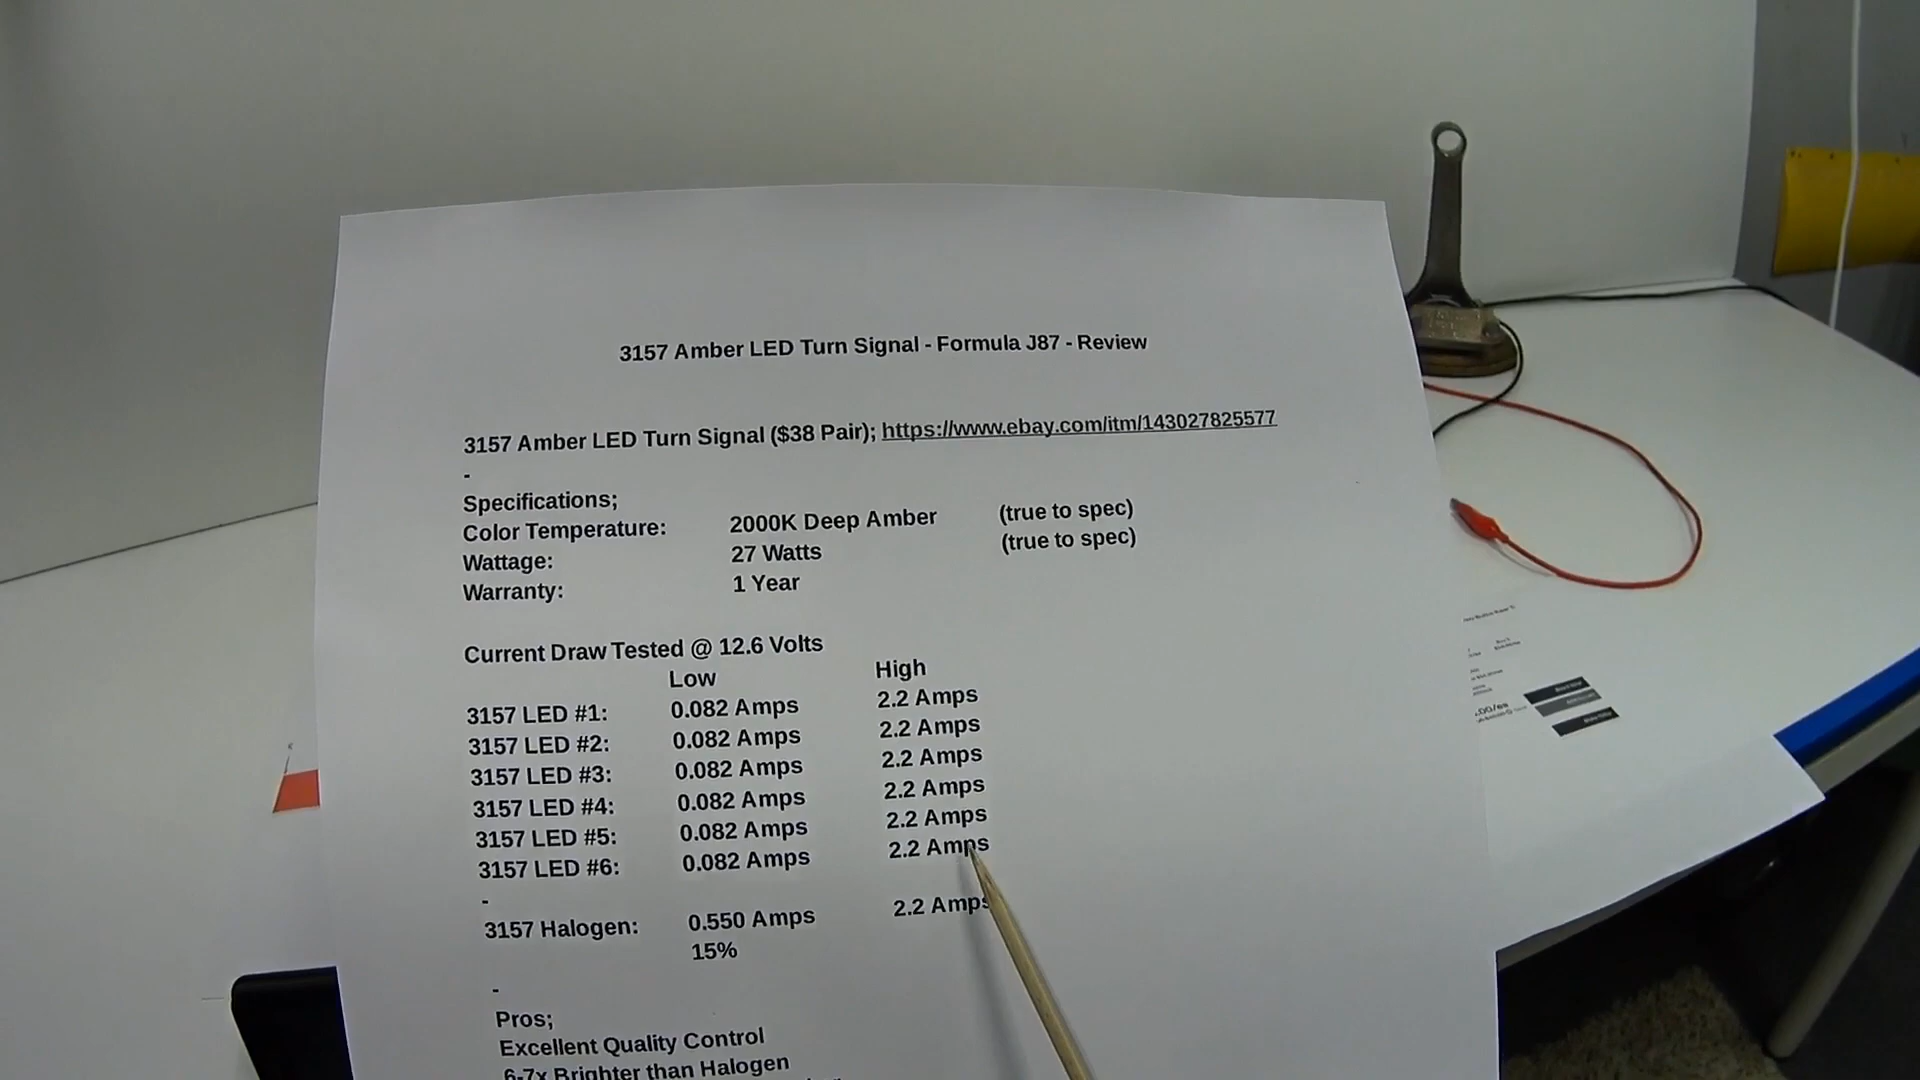 3157 Amber LED Turn Signal - Formula J87 - Review
3157 Amber LED Turn Signal ($38 Pair); https://www.ebay.com/itm/143027825577
-
Specifications;
Color Temperature: 2000K Deep Amber (true to spec)
Wattage: 27 Watts (true to spec)
Warranty: 1 Year
Current Draw Tested @ 12.6 Volts
Low High
3157 LED #1: 0.082 Amps 2.2 Amps
3157 LED #2: 0.082 Amps 2.2 Amps
3157 LED #3: 0.082 Amps 2.2 Amps
3157 LED #4: 0.082 Amps 2.2 Amps
3157 LED #5: 0.082 Amps 2.2 Amps
3157 LED #6: 0.082 Amps 2.2 Amps
-
3157 Halogen: 0.550 Amps 2.2 Amps
15%
-
Pros;
Excellent Quality Control
6-7x Brighter than Halogen